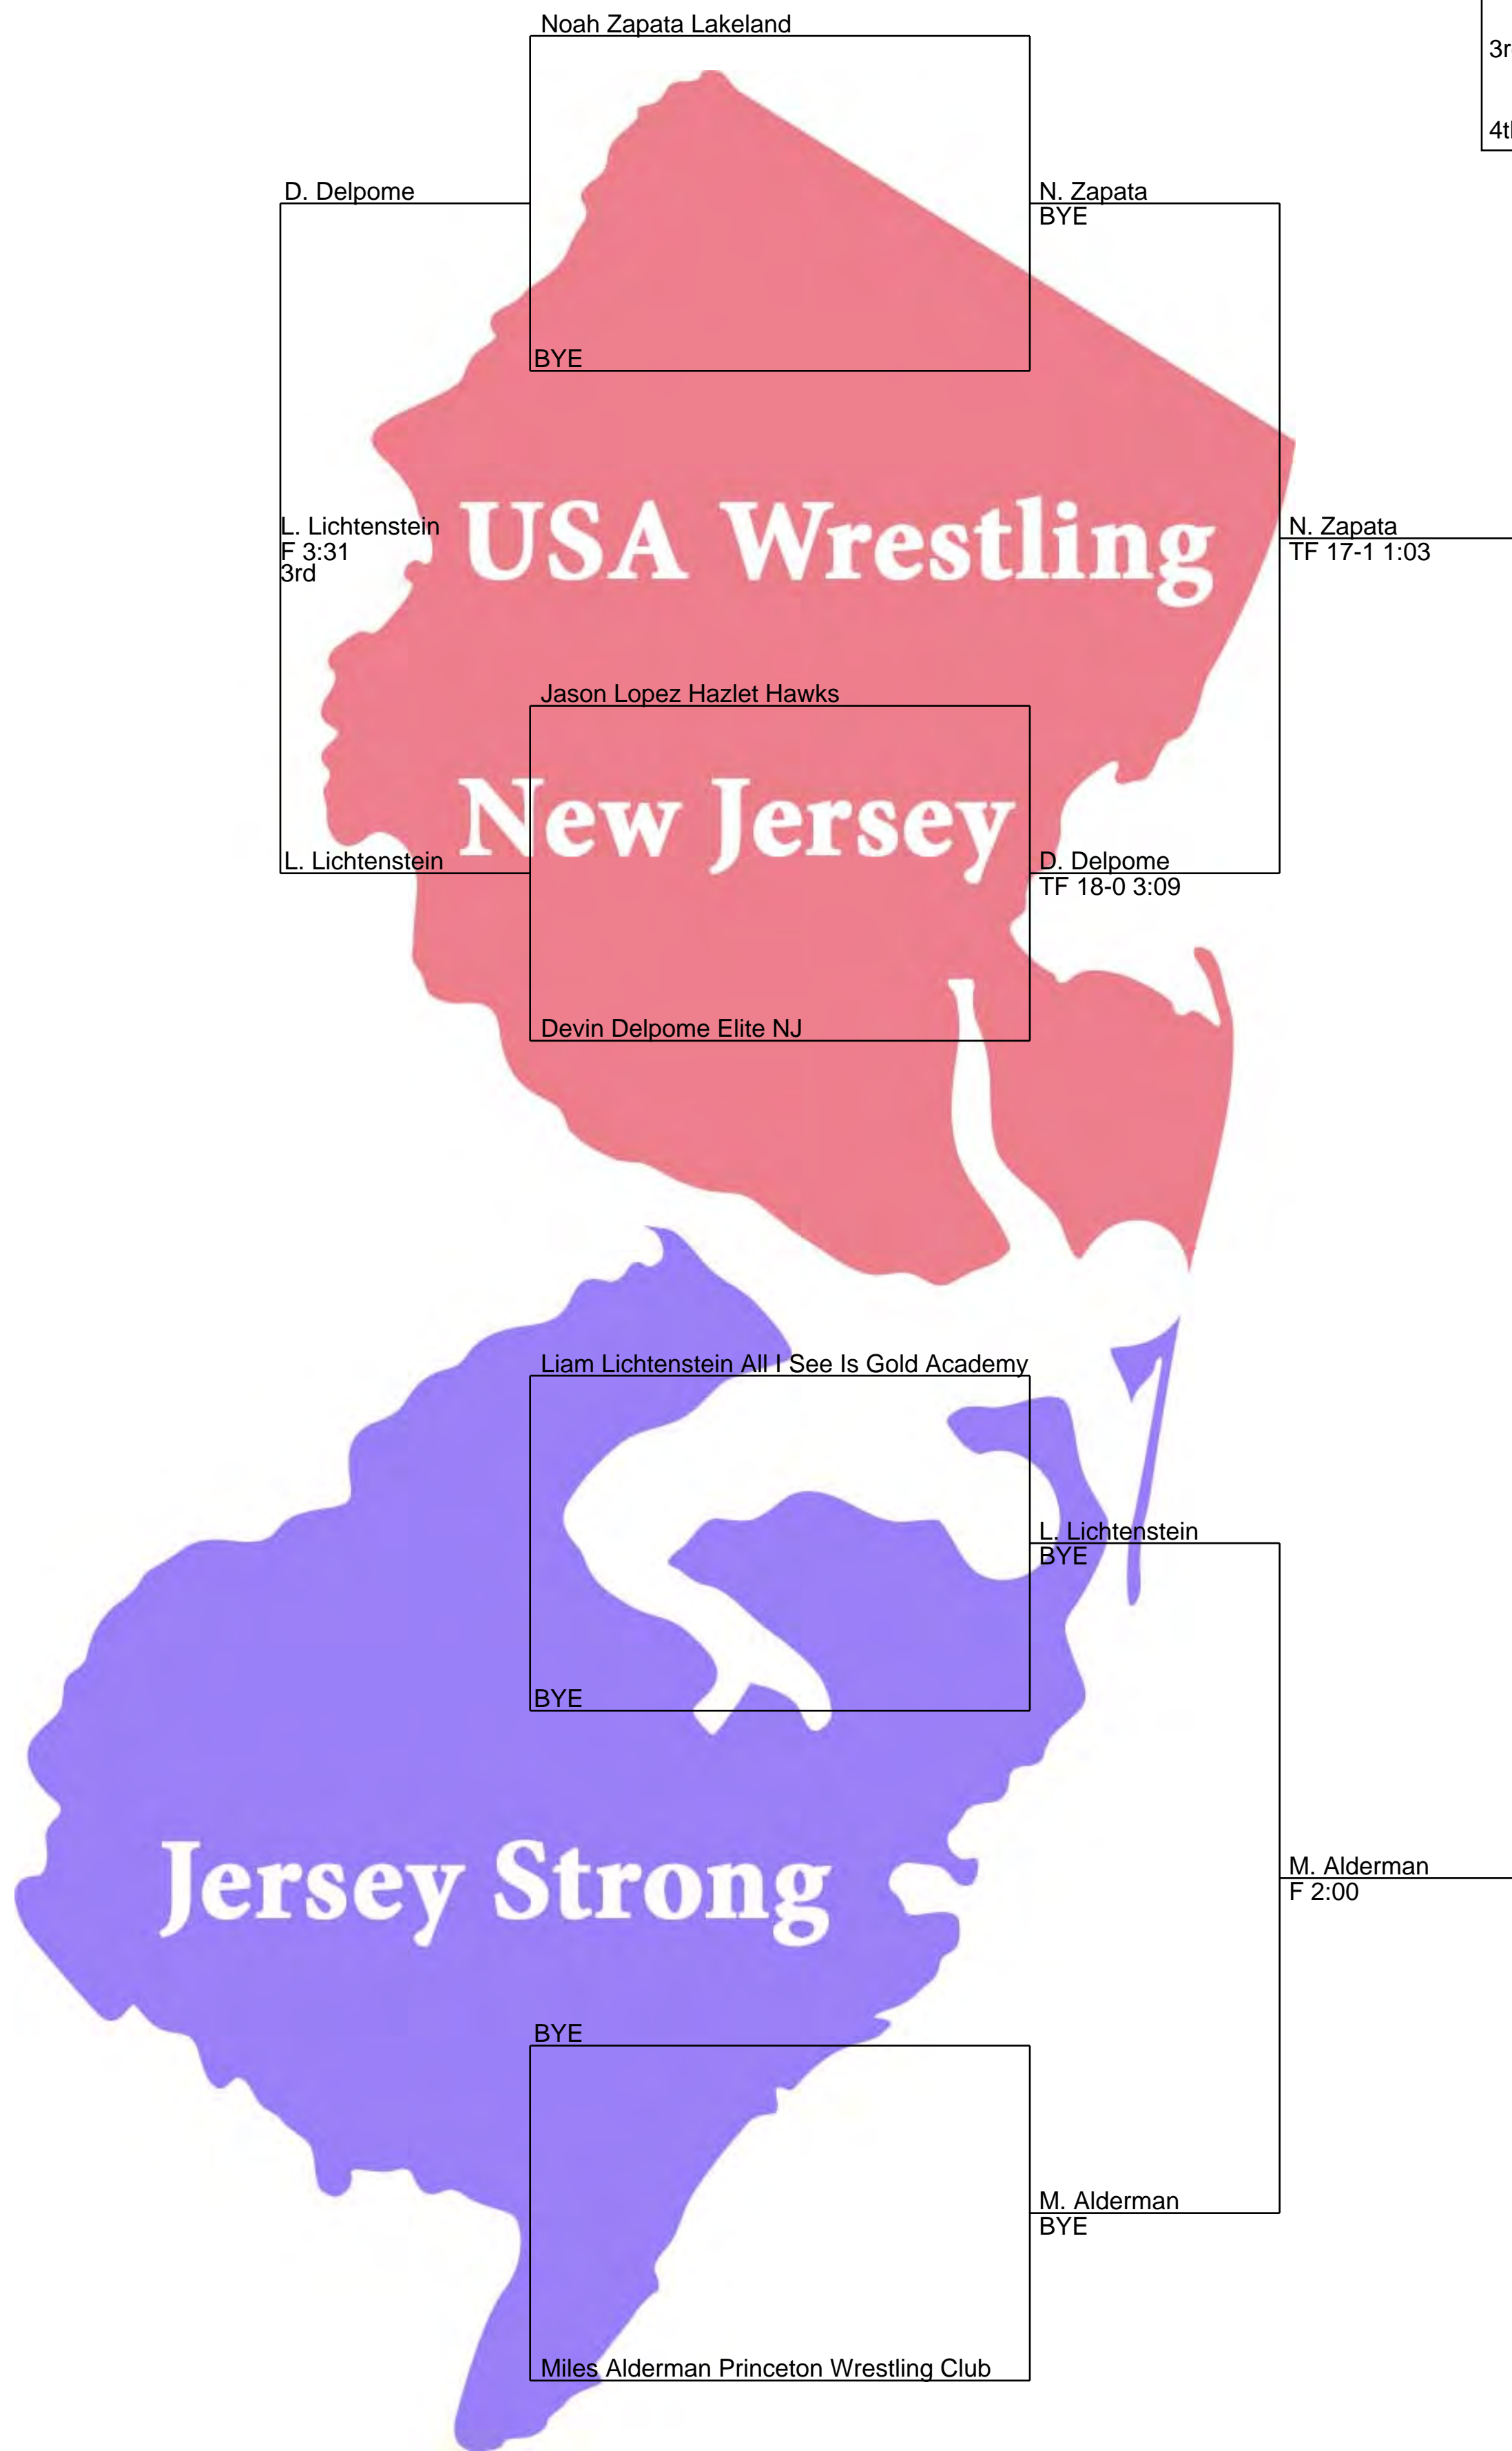 Noah Zapata Lakeland
4th
D. Delpome
N. Zapata
BYE
BYE
L. Lichtenstein
F 3:31
3rd
USA Wrestling
N. Zapata
TF 17-1 1:03
Jason Lopez Hazlet Hawks
New Jersey
L. Lichtenstein
D. Delpome
TF 18-0 3:09
Devin Delpome Elite NJ
Liam Lichtenstein All I See Is Gold Academy
L. Lichtenstein
BYE
BYE
Jersey Strong
M. Alderman
F 2:00
BYE
M. Alderman
BYE
Miles Alderman Princeton Wrestling Club